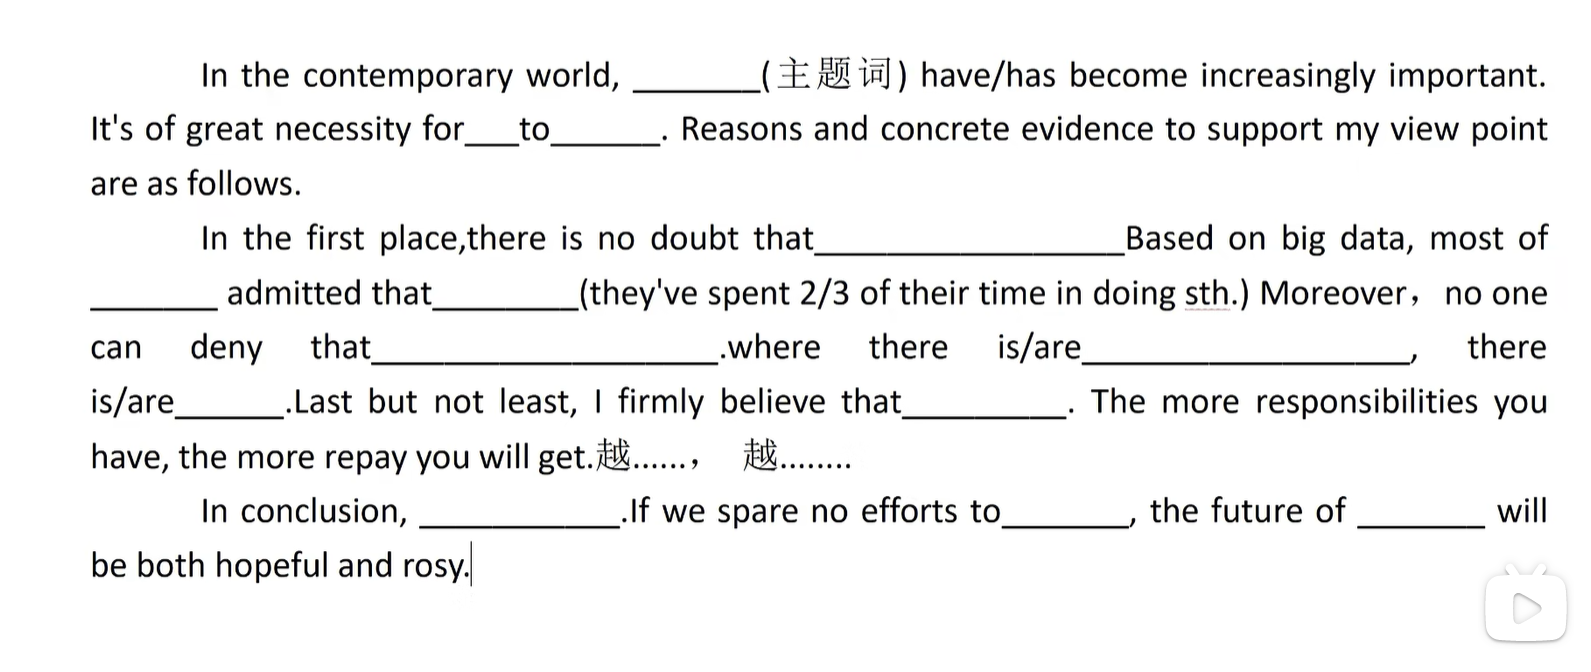 In the contemporary world, _______(主题词) have/has become increasingly important.
It's of great necessity for___to______. Reasons and concrete evidence to support my view point
are as follows.
In the first place,there is no doubt that_________________Based on big data, most of
_______ admitted that________(they've spent 2/3 of their time in doing sth.) Moreover， no one
can deny that___________________.where there is/are__________________, there
is/are______.Last but not least, I firmly believe that_________. The more responsibilities you
have, the more repay you will get.越......， 越........
In conclusion, ___________.If we spare no efforts to_______, the future of _______ will
be both hopeful and rosy.